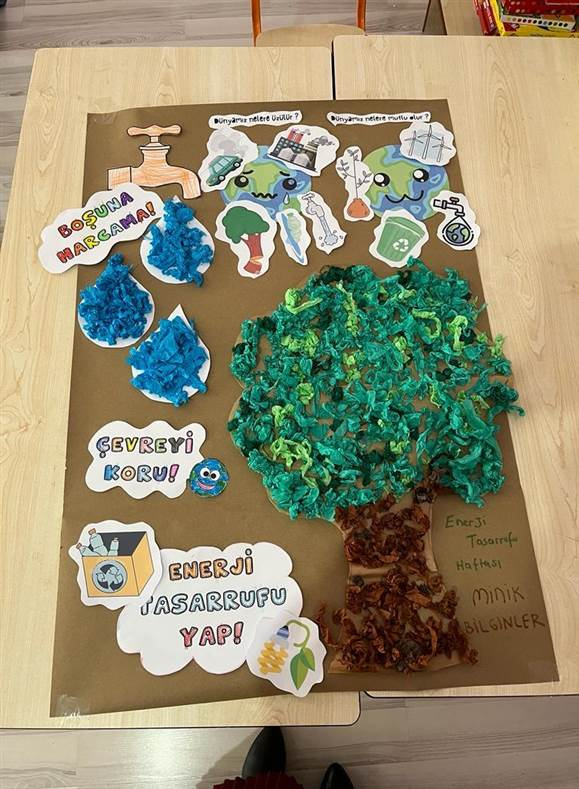 Dünyamız nelere üzülür ?
Dünyamız nelere mutlu olur ?
BOŞUNA
HARCAMA!
ÇEVREYİ
KORU!
ENERJİ
TASARRUFU
YAP!
Enerji
Tasarrufu
Haftası
MİNİK
BİLGİNLER